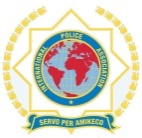 INTERNATIONAL POLICE ASSOCIATION
SERVO PER AMIKECO